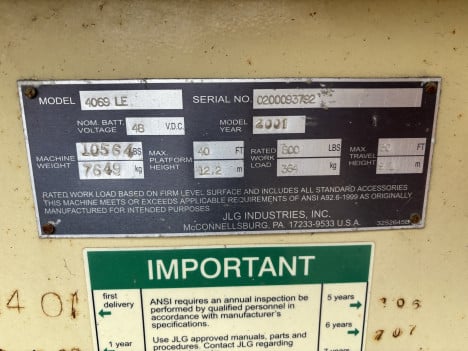 MODEL 4069 LE SERIAL NO. 0200093792
NOM. BATT. VOLTAGE 48 V.D.C. MODEL YEAR 2001
MACHINE WEIGHT 10564 LBS MAX. PLATFORM HEIGHT 40 FT RATED WORK LOAD 800 LBS MAX TRAVEL HEIGHT FT
7649 kg 12.2 m 364 kg m
RATED WORK LOAD BASED ON FIRM LEVEL SURFACE AND INCLUDES ALL STANDARD ACCESSORIES
THIS MACHINE MEETS OR EXCEEDS APPLICABLE REQUIREMENTS OF ANSI A92.6-1999 AS ORIGINALLY
MANUFACTURED FOR INTENDED PURPOSES
JLG INDUSTRIES, INC.
McCONNELLSBURG, PA. 17233-9533 U.S.A.
IMPORTANT
4 01
first delivery
1 year
ANSI requires an annual inspection be
performed by qualified personnel in
accordance with manufacturer's
specifications.
Use JLG approved manuals, parts and
procedures. Contact JLG regarding
5 years
6 years
7 years